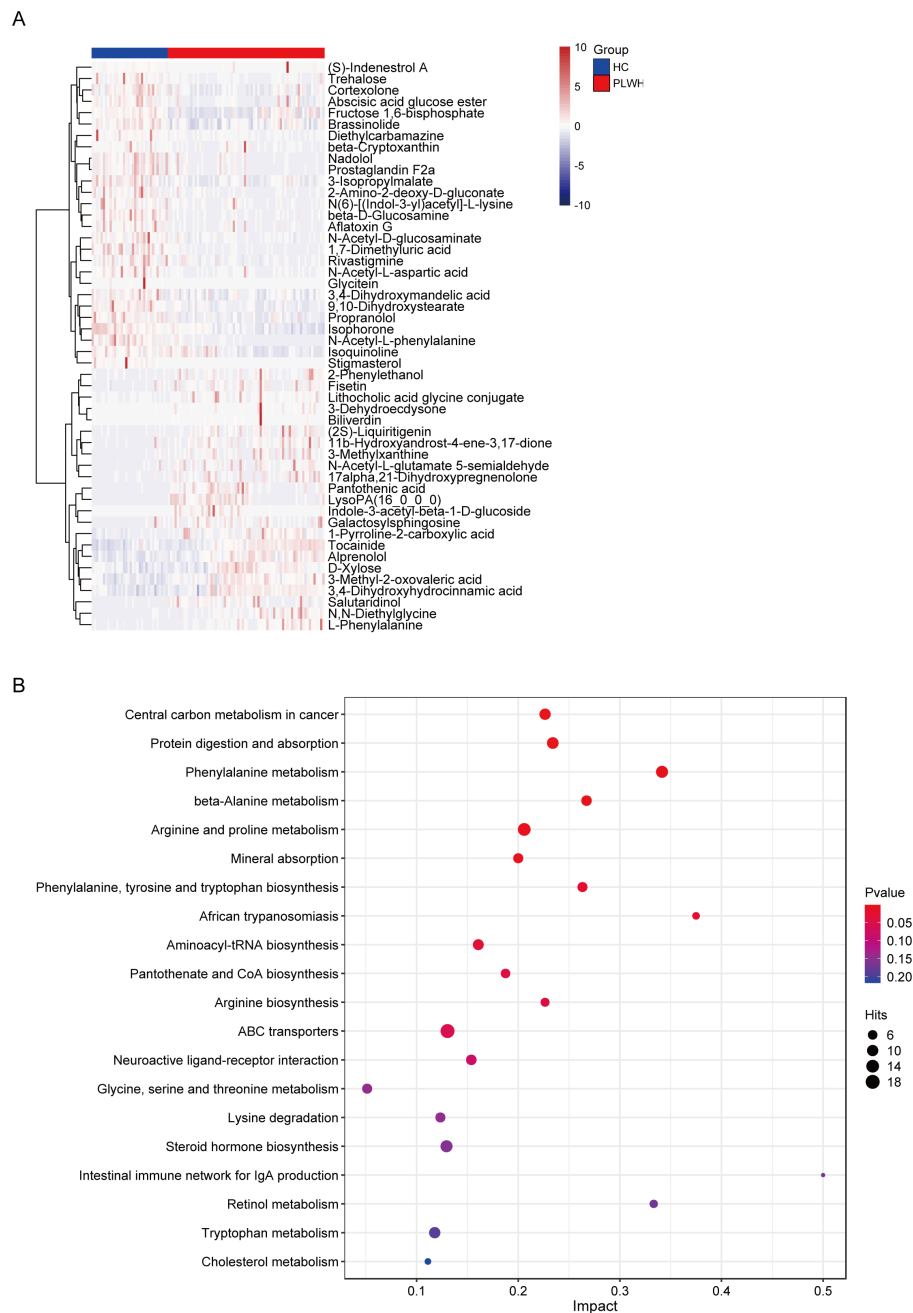 A
(S)-Indenestrol A
Trehalose
Cortexolone
Abscisic acid glucose ester
Fructose 1,6-bisphosphate
Brassinolide
Diethylcarbamazine
beta-Cryptoxanthin
Nadolol
Prostaglandin F2a
3-Isopropylmalate
2-Amino-2-deoxy-D-gluconate
N(6)-[(Indol-3-yl)acetyl]-L-lysine
beta-D-Glucosamine
Aflatoxin G
N-Acetyl-D-glucosaminate
1,7-Dimethyluric acid
Rivastigmine
N-Acetyl-L-aspartic acid
Glycitein
3,4-Dihydroxymandelic acid
9,10-Dihydroxystearate
Propranolol
Isophorone
N-Acetyl-L-phenylalanine
Isoquinoline
Stigmasterol
2-Phenylethanol
Fisetin
Lithocholic acid glycine conjugate
3-Dehydroecdysone
Biliverdin
(2S)-Liquiritigenin
11b-Hydroxyandrost-4-ene-3,17-dione
3-Methylxanthine
N-Acetyl-L-glutamate 5-semialdehyde
17alpha,21-Dihydroxypregnenolone
Pantothenic acid
LysoPA(16_0_0_0)
Indole-3-acetyl-beta-1-D-glucoside
Galactosylsphingosine
1-Pyrroline-2-carboxylic acid
Tocainide
Alprenolol
D-Xylose
3-Methyl-2-oxovaleric acid
3,4-Dihydroxyhydrocinnamic acid
Salutaridinol
N,N-Diethylglycine
L-Phenylalanine
10
5
0
-5
-10
Group
HC
PLWH
B
Central carbon metabolism in cancer
Protein digestion and absorption
Phenylalanine metabolism
beta-Alanine metabolism
Arginine and proline metabolism
Mineral absorption
Phenylalanine, tyrosine and tryptophan biosynthesis
African trypanosomiasis
Aminoacyl-tRNA biosynthesis
Pantothenate and CoA biosynthesis
Arginine biosynthesis
ABC transporters
Neuroactive ligand-receptor interaction
Glycine, serine and threonine metabolism
Lysine degradation
Steroid hormone biosynthesis
Intestinal immune network for IgA production
Retinol metabolism
Tryptophan metabolism
Cholesterol metabolism
0.1
0.2
0.3
0.4
0.5
Impact
Pvalue
0.05
0.10
0.15
0.20
Hits
6
10
14
18